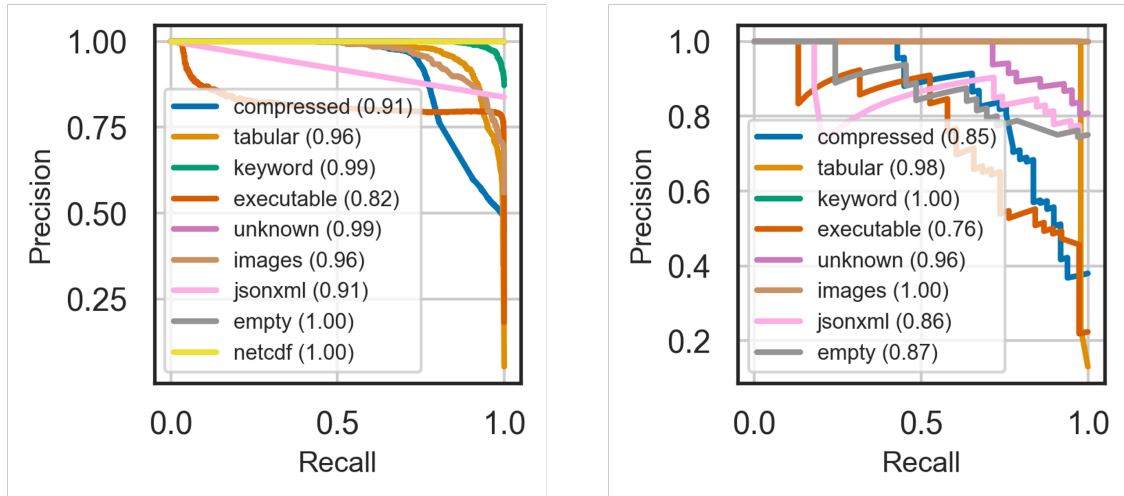 1.00
0.75
0.50
0.25
Precision
compressed (0.91)
tabular (0.96)
keyword (0.99)
executable (0.82)
unknown (0.99)
images (0.96)
jsonxml (0.91)
empty (1.00)
netcdf (1.00)
0.0 0.5 1.0
Recall
1.0
0.8
0.6
0.4
0.2
Precision
compressed (0.85)
tabular (0.98)
keyword (1.00)
executable (0.76)
unknown (0.96)
images (1.00)
jsonxml (0.86)
empty (0.87)
0.0 0.5 1.0
Recall